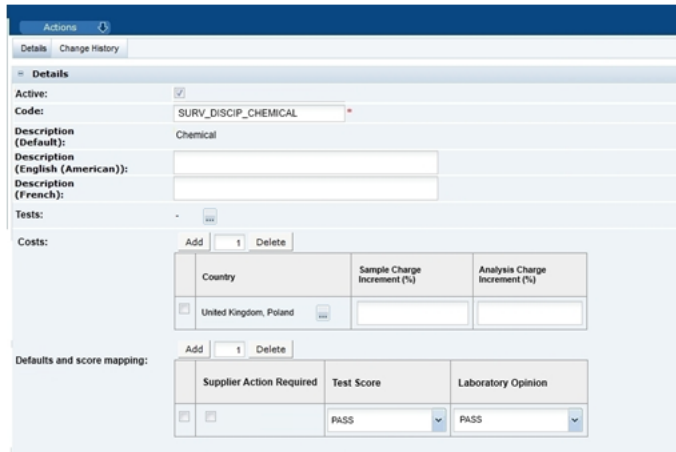 Actions
Details Change History
Details
Active:
Code: SURV_DISCIP_CHEMICAL *
Description
(Default): Chemical
Description
(English (American)):
Description
(French):
Tests: - ...
Costs: Add 1 Delete
Country Sample Charge Increment (%) Analysis Charge Increment (%)
United Kingdom, Poland ...
Defaults and score mapping: Add 1 Delete
Supplier Action Required Test Score Laboratory Opinion
PASS PASS